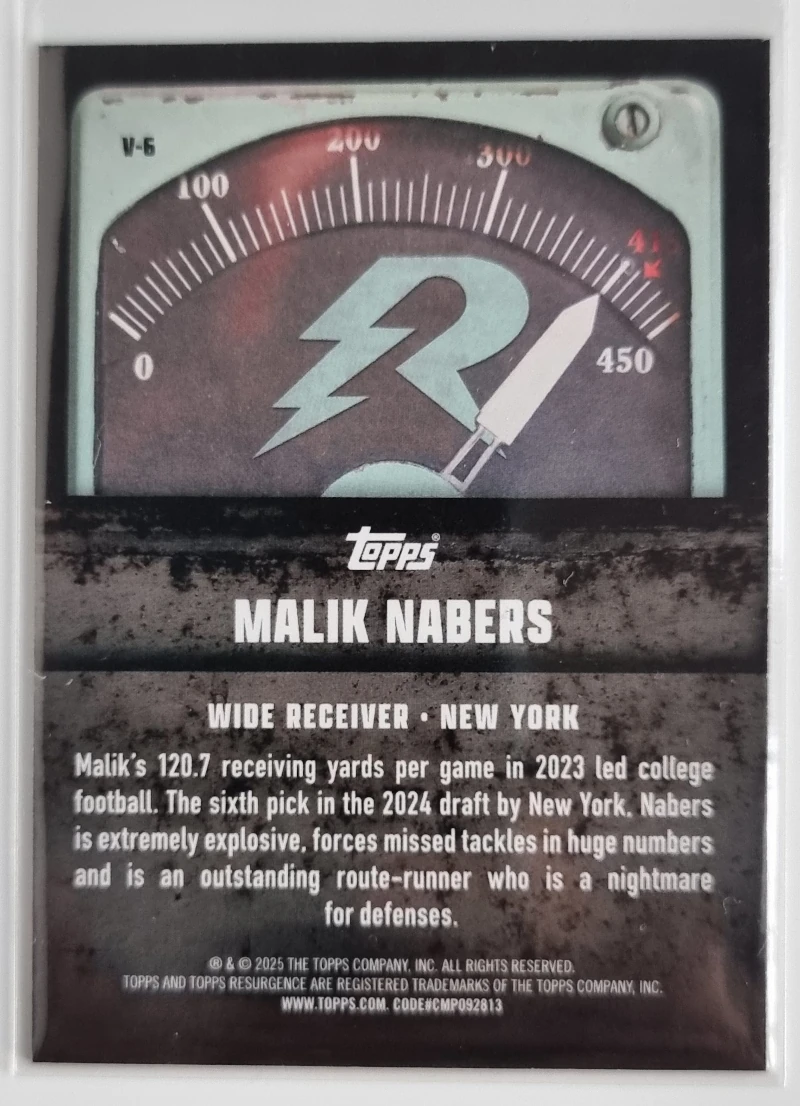 V-6
100
200
300
0
450
topps®
MALIK NABERS
WIDE RECEIVER • NEW YORK
Malik's 120.7 receiving yards per game in 2023 led college
football. The sixth pick in the 2024 draft by New York, Nabers
is extremely explosive, forces missed tackles in huge numbers
and is an outstanding route-runner who is a nightmare
for defenses.
® & © 2025 THE TOPPS COMPANY, INC. ALL RIGHTS RESERVED.
TOPPS AND TOPPS RESURGENCE ARE REGISTERED TRADEMARKS OF THE TOPPS COMPANY, INC.
WWW.TOPPS.COM. CODE#CMP092813